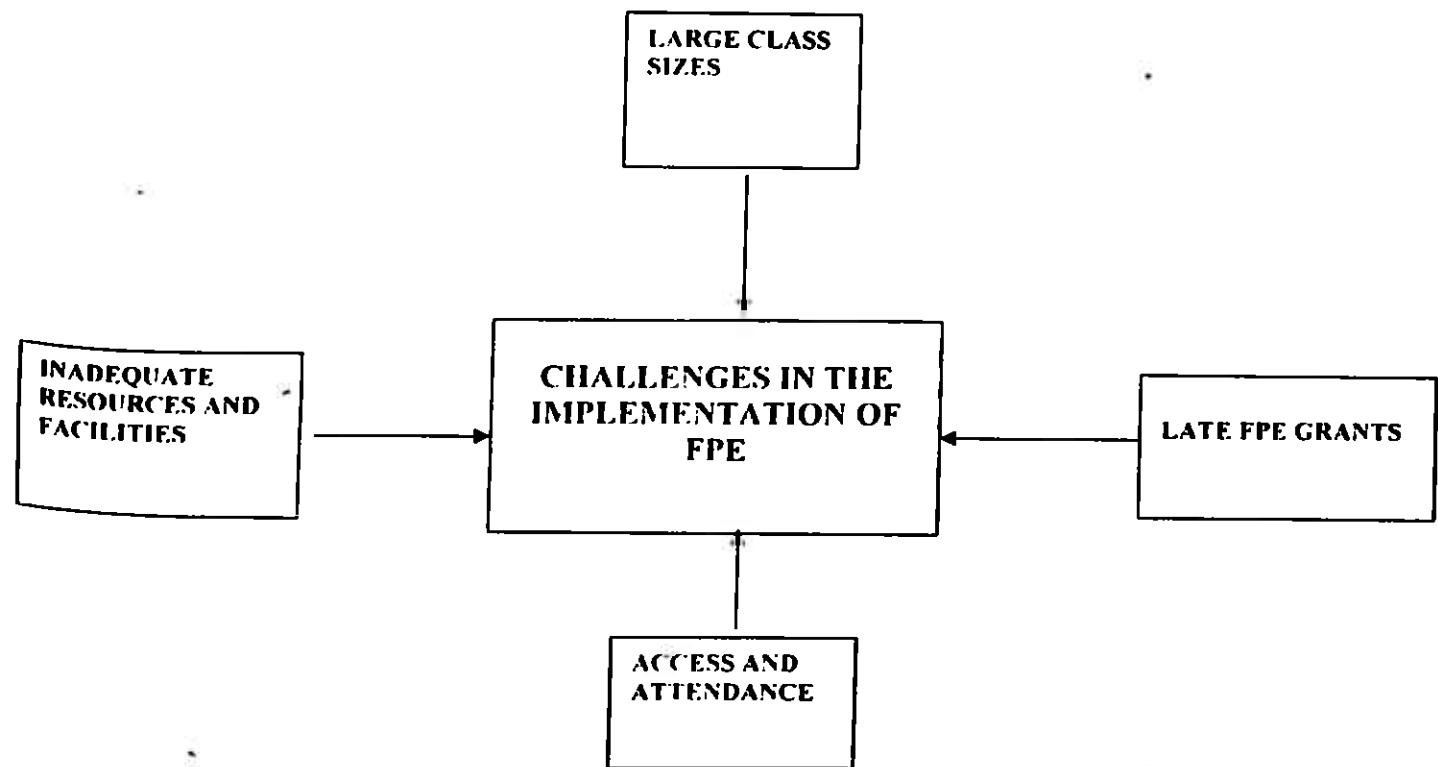 LARGE CLASS
SIZES
INADEQUATE
RESOURCES AND
FACILITIES
CHALLENGES IN THE
IMPLEMENTATION OF
FPE
LATE FPE GRANTS
ACCESS AND
ATTENDANCE